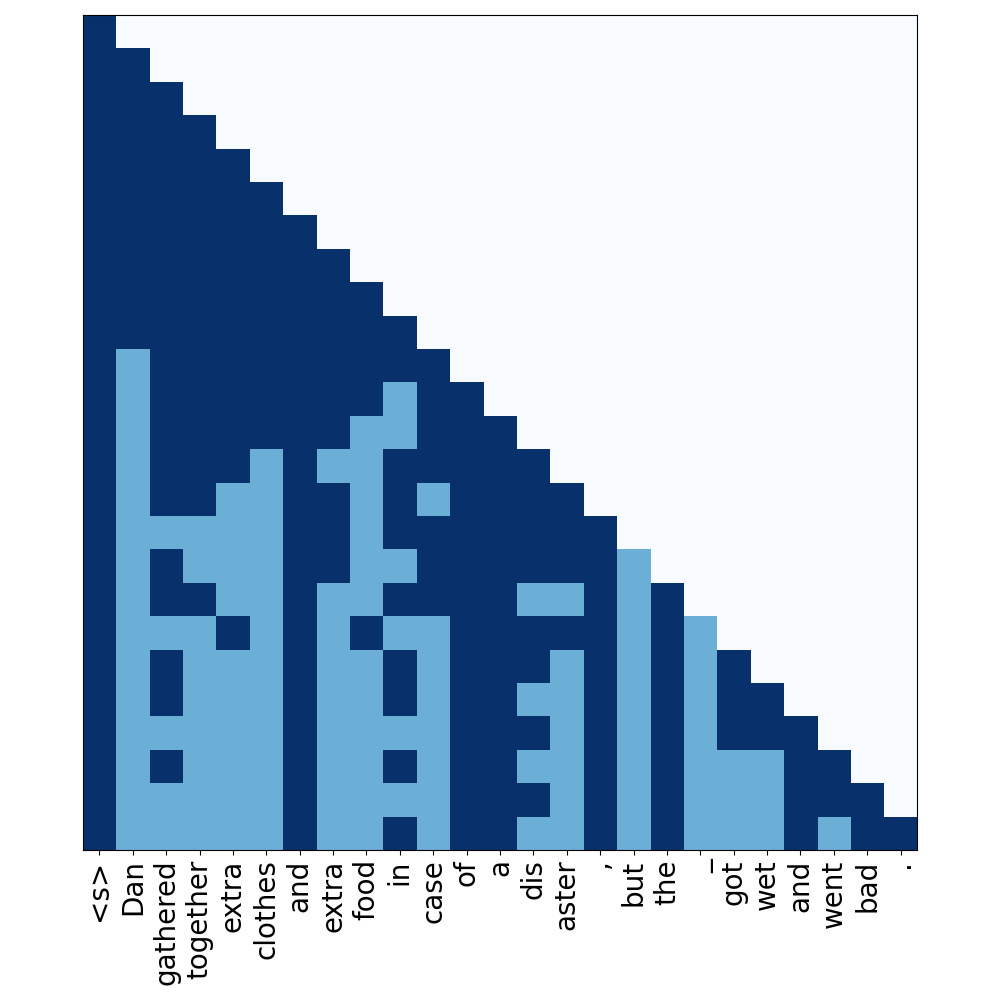 <s> Dan gathered together extra clothes and extra food in case of a dis aster , but the _ got wet and went bad .